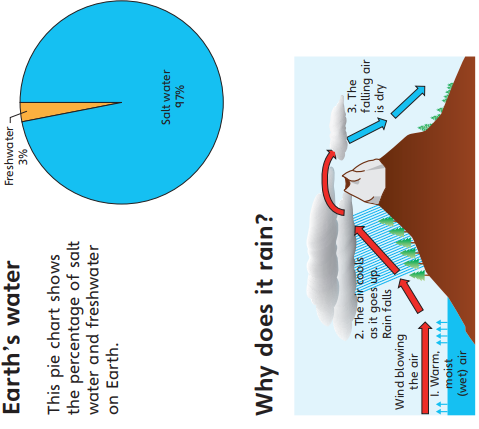 Earth's water
This pie chart shows
the percentage of salt
water and freshwater
on Earth.
Freshwater
3%
Salt water
97%
Why does it rain?
Wind blowing
the air
1. Warm,
moist
(wet) air
2. The air cools
as it goes up.
Rain falls
3. The
falling air
is dry